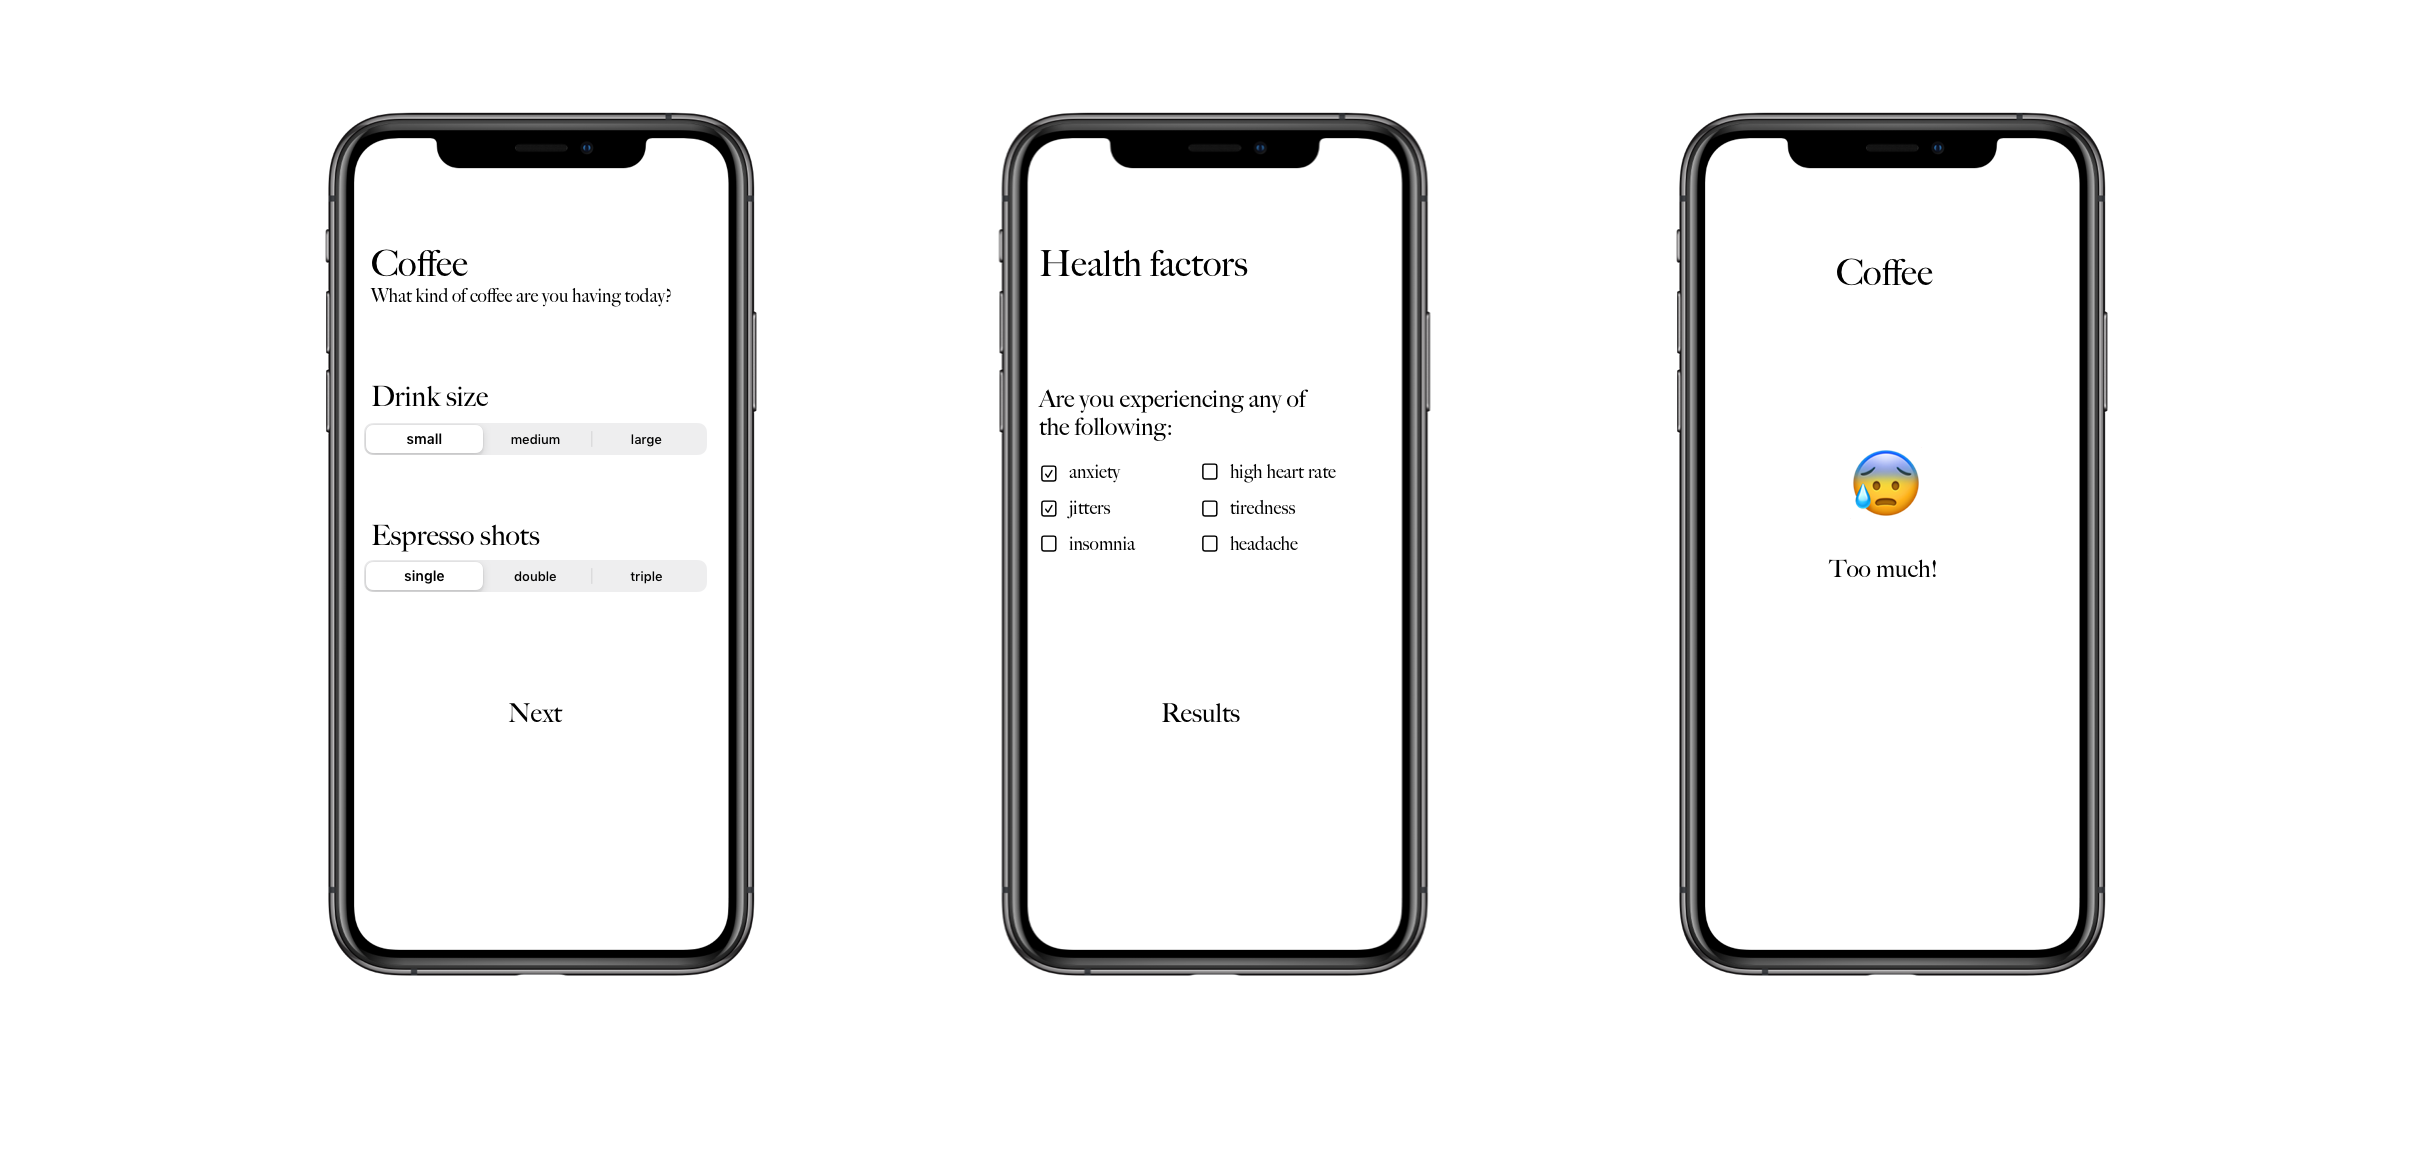 Coffee
What kind of coffee are you having today?
Drink size
small medium large
Espresso shots
single double triple
Next
Health factors
Are you experiencing any of
the following:
anxiety high heart rate
jitters tiredness
insomnia headache
Results
Coffee
Too much!